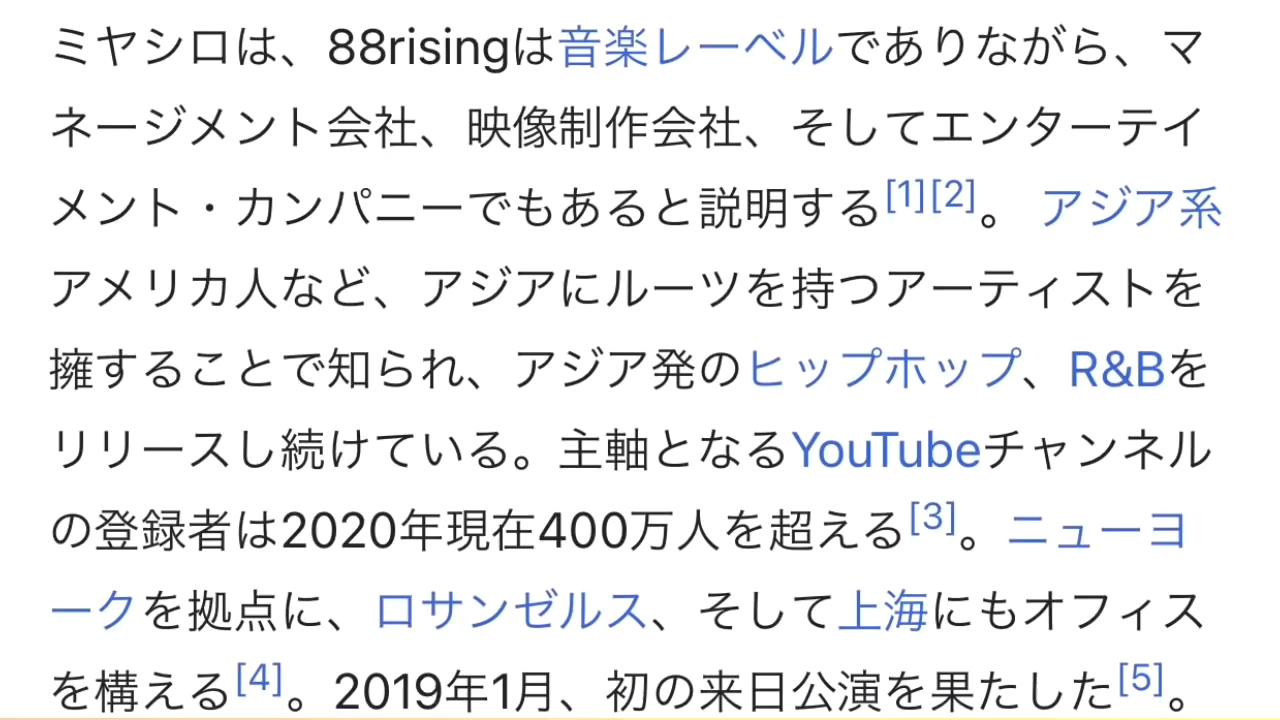 ミヤシロは、88risingは音楽レーベルでありながら、マ
ネージメント会社、映像制作会社、そしてエンターテイ
メント・カンパニーでもあると説明する[1][2]。 アジア系
アメリカ人など、アジアにルーツを持つアーティストを
擁することで知られ、アジア発のヒップホップ、R&Bを
リリースし続けている。主軸となるYouTubeチャンネル
の登録者は2020年現在400万人を超える[3]。ニューヨ
ークを拠点に、ロサンゼルス、そして上海にもオフィス
を構える[4]。2019年1月、初の来日公演を果たした[5]。